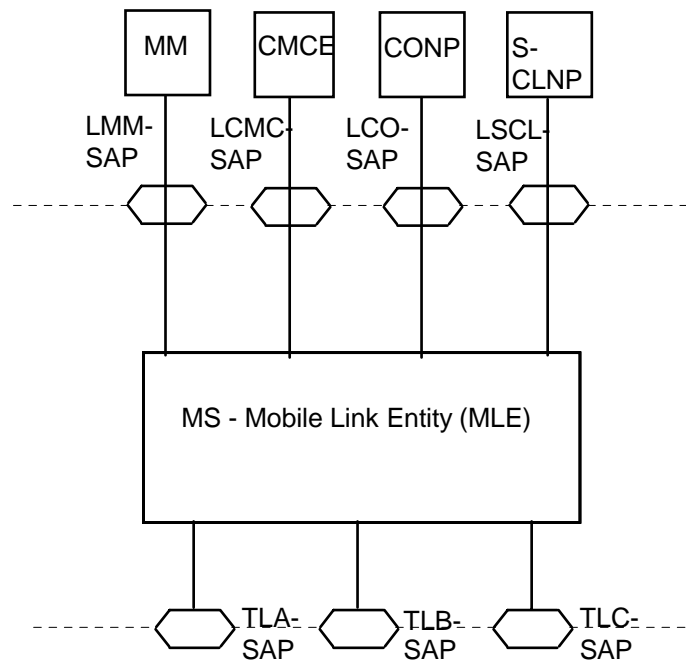 MM
CMCE
CONP
S-
CLNP
LMM-
SAP
LCMC-
SAP
LCO-
SAP
LSCL-
SAP
MS - Mobile Link Entity (MLE)
TLA-
SAP
TLB-
SAP
TLC-
SAP